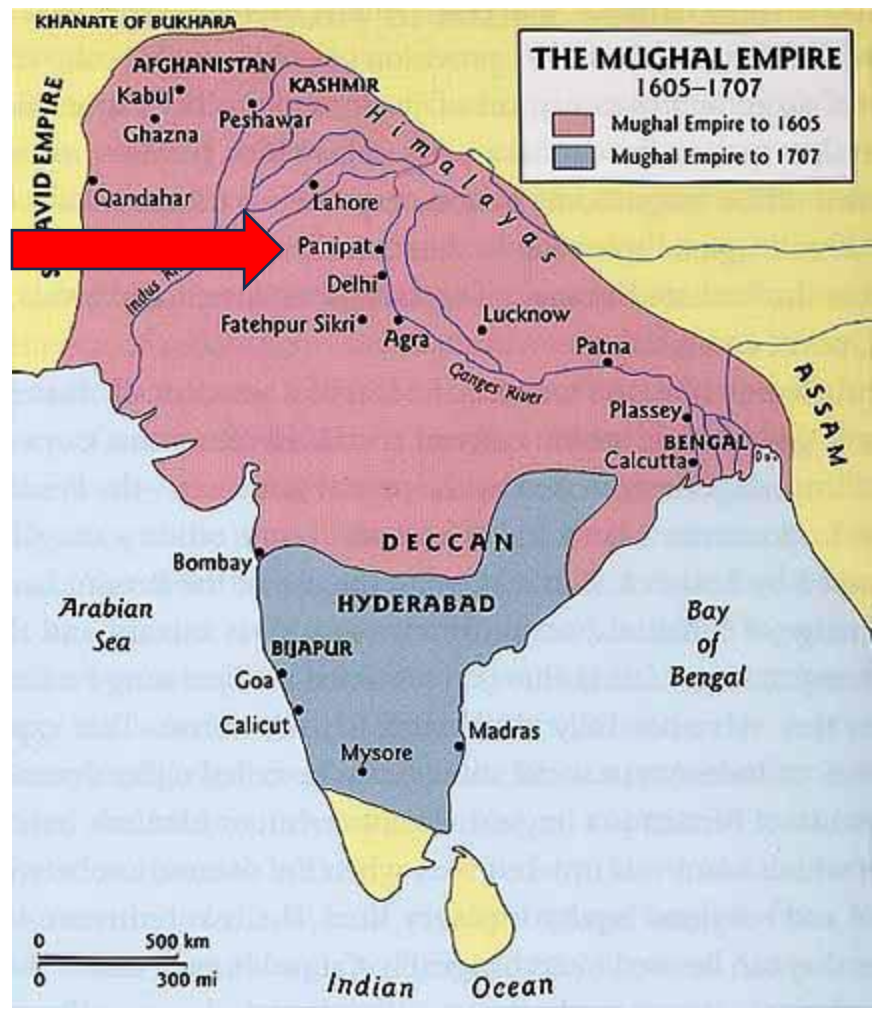 KHANATE OF BUKHARA
THE MUGHAL EMPIRE
1605–1707
Mughal Empire to 1605
Mughal Empire to 1707
AFGHANISTAN
KASHMIR
Kabul
Peshawar
Ghazna
EMPIRE
Himalayas
Qandahar
Lahore
Panipat
Delhi
Indus
Fatehpur Sikri
Agra
Lucknow
Patna
Ganges River
ASSAM
Plassey
BENGAL
Calcutta
DECCAN
Bombay
HYDERABAD
Arabian
Sea
Bay
of
Bengal
BIJAPUR
Goa
Calicut
Madras
Mysore
0 500 km
0 300 mi
Indian Ocean